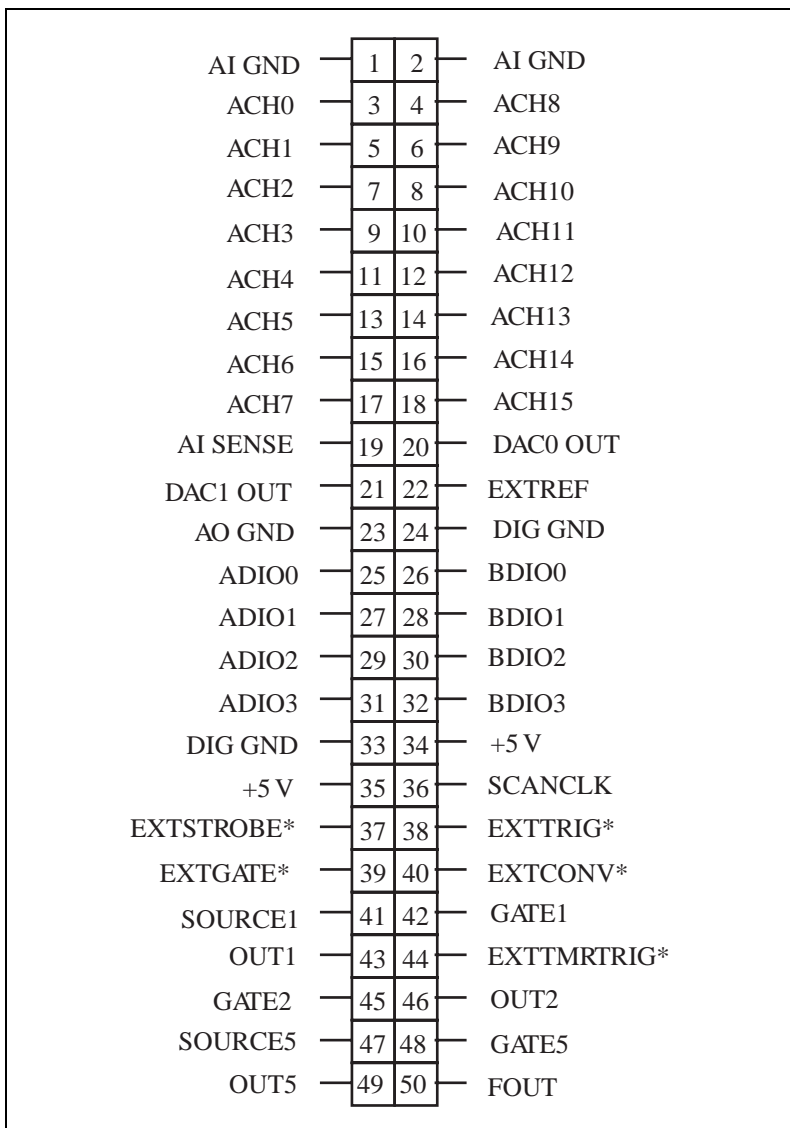 AI GND 1 2 AI GND
ACH0 3 4 ACH8
ACH1 5 6 ACH9
ACH2 7 8 ACH10
ACH3 9 10 ACH11
ACH4 11 12 ACH12
ACH5 13 14 ACH13
ACH6 15 16 ACH14
ACH7 17 18 ACH15
AI SENSE 19 20 DAC0 OUT
DAC1 OUT 21 22 EXTREF
AO GND 23 24 DIG GND
ADIO0 25 26 BDIO0
ADIO1 27 28 BDIO1
ADIO2 29 30 BDIO2
ADIO3 31 32 BDIO3
DIG GND 33 34 +5 V
+5 V 35 36 SCANCLK
EXTSTROBE* 37 38 EXTTRIG*
EXTGATE* 39 40 EXTCONV*
SOURCE1 41 42 GATE1
OUT1 43 44 EXTTMRTRIG*
GATE2 45 46 OUT2
SOURCE5 47 48 GATE5
OUT5 49 50 FOUT